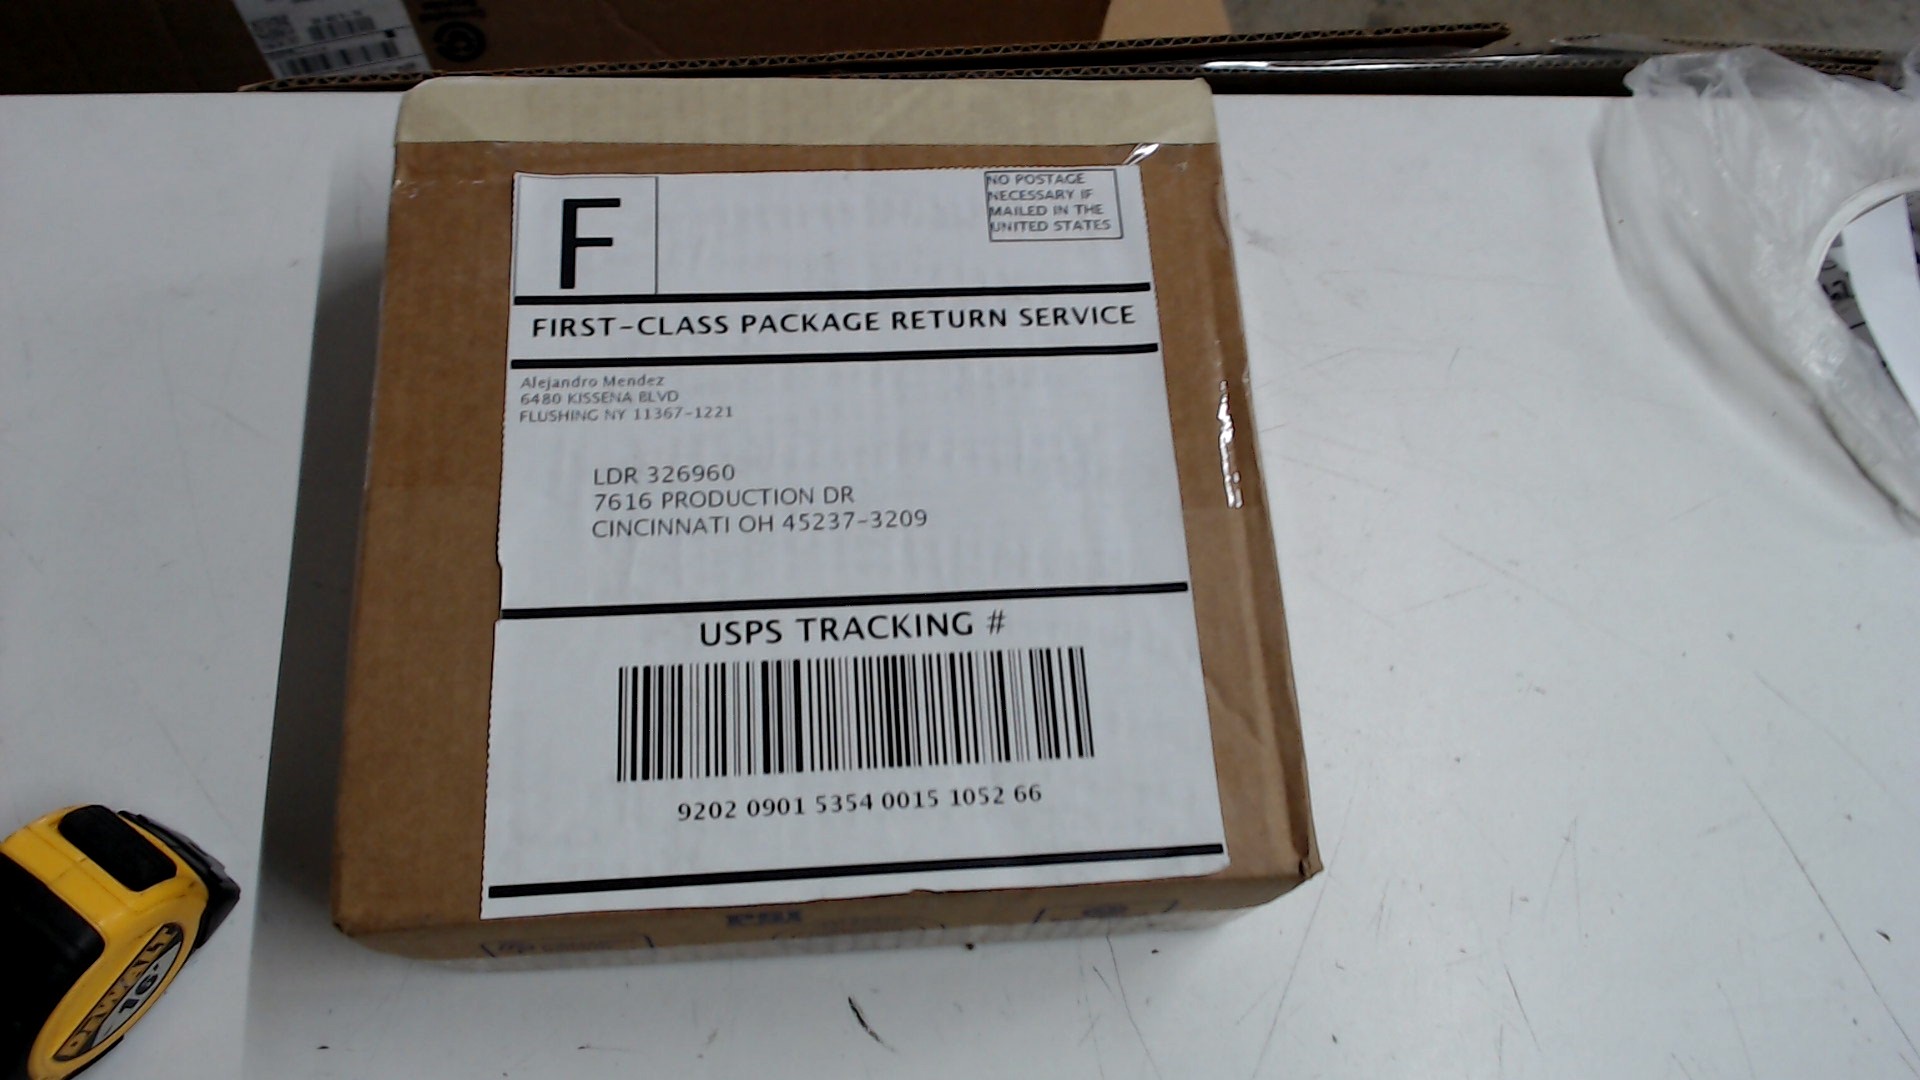 F
NO POSTAGE
NECESSARY IF
MAILED IN THE
UNITED STATES
FIRST-CLASS PACKAGE RETURN SERVICE
Alejandro Mendez
6480 KISSENA BLVD
FLUSHING NY 11367-1221
LDR 326960
7616 PRODUCTION DR
CINCINNATI OH 45237-3209
USPS TRACKING #
9202 0901 5354 0015 1052 66
DEWALT
16'